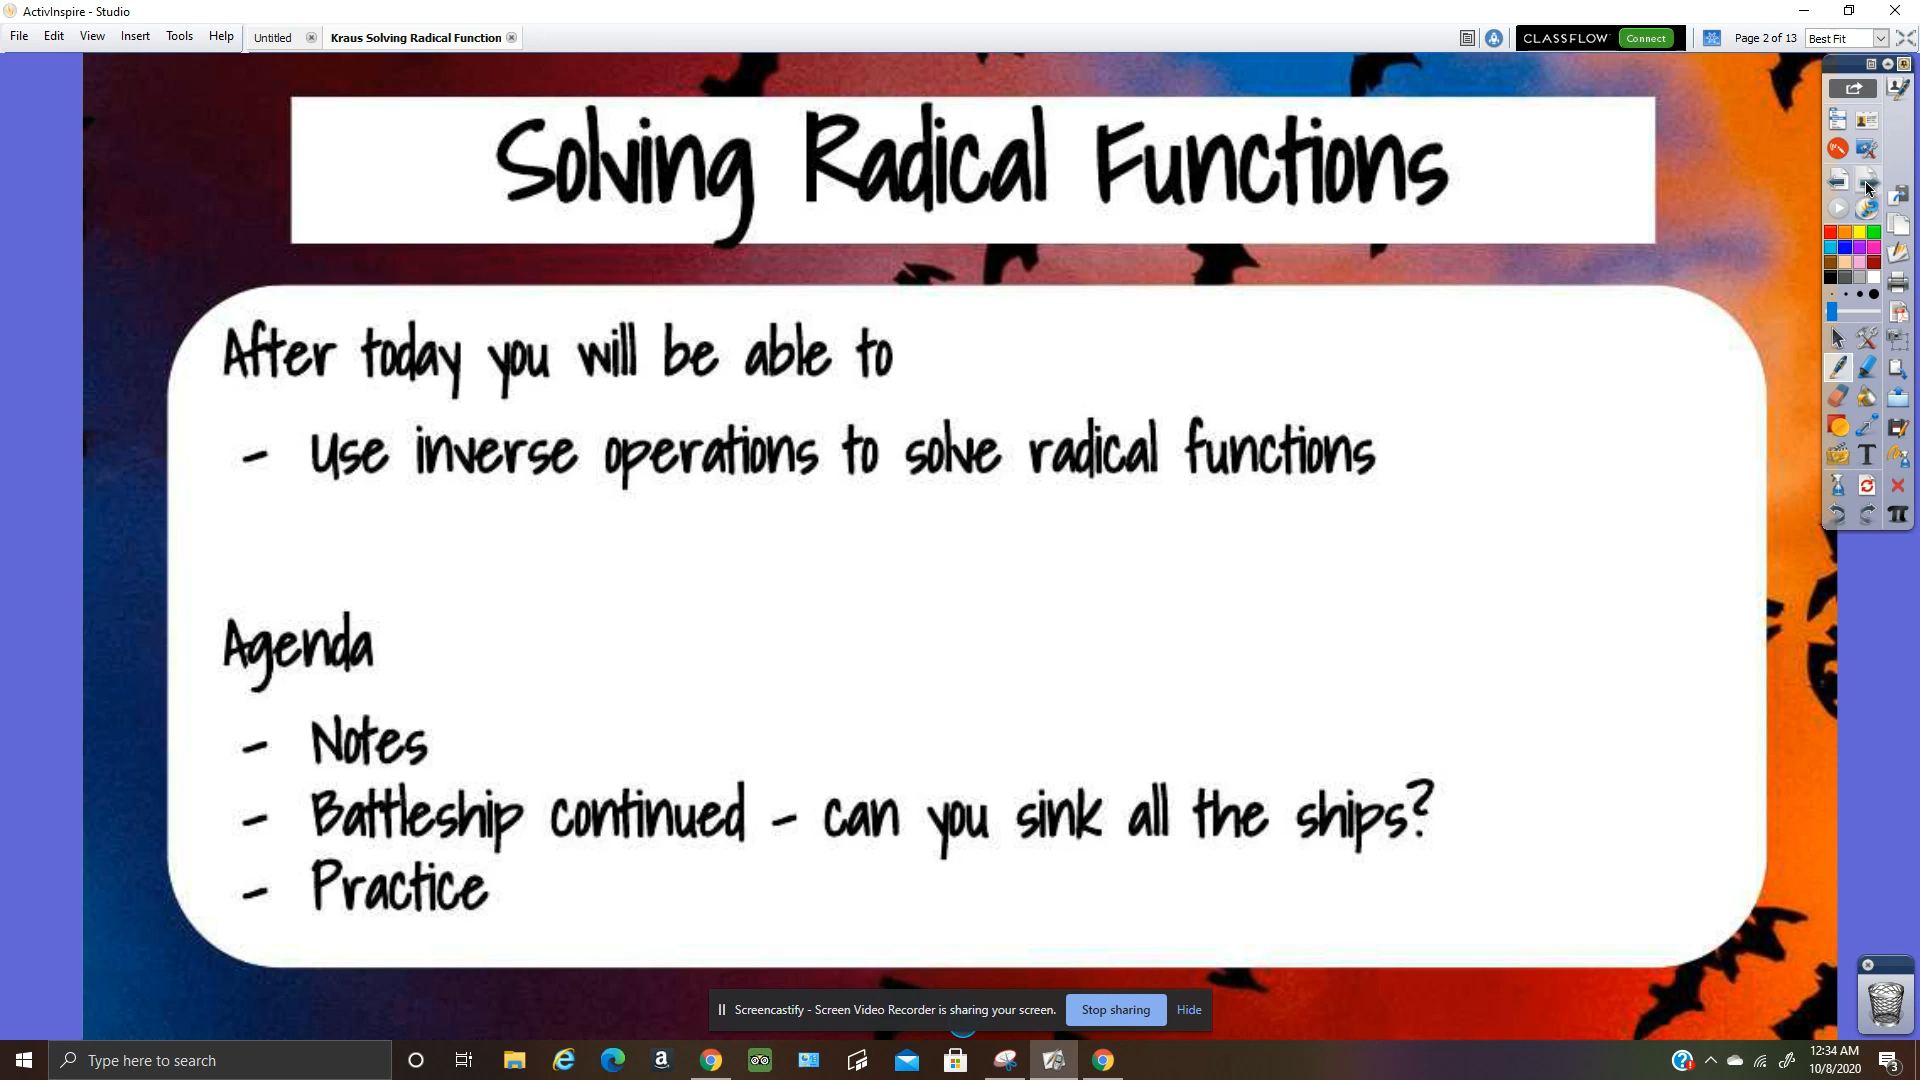 ActivInspire - Studio
File Edit View Insert Tools Help
Untitled
Kraus Solving Radical Function
CLASSFLOW Connect
Page 2 of 13
Best Fit
Solving Radical Functions
After today you will be able to
- Use inverse operations to solve radical functions
Agenda
- Notes
- Battleship continued - can you sink all the ships?
- Practice
Screencastify - Screen Video Recorder is sharing your screen.
Stop sharing
Hide
Type here to search
12:34 AM
10/8/2020
3